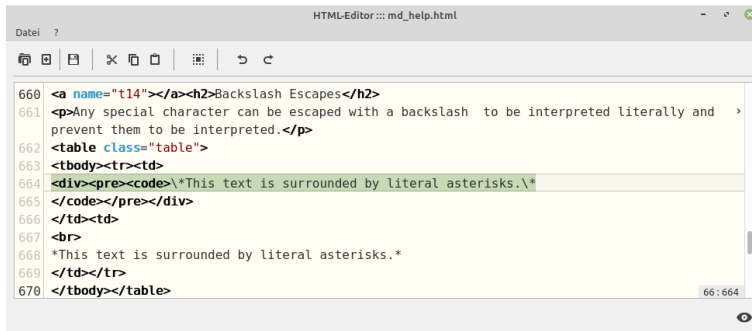 HTML-Editor ::: md_help.html
Datei ?
660 <a name="t14"></a><h2>Backslash Escapes</h2>
661 <p>Any special character can be escaped with a backslash  to be interpreted literally and
prevent them to be interpreted.</p>
662 <table class="table">
663 <tbody><tr><td>
664 <div><pre><code>\*This text is surrounded by literal asterisks.\*
665 </code></pre></div>
666 </td><td>
667 <br>
668 *This text is surrounded by literal asterisks.*
669 </td></tr>
670 </tbody></table>
66 : 664